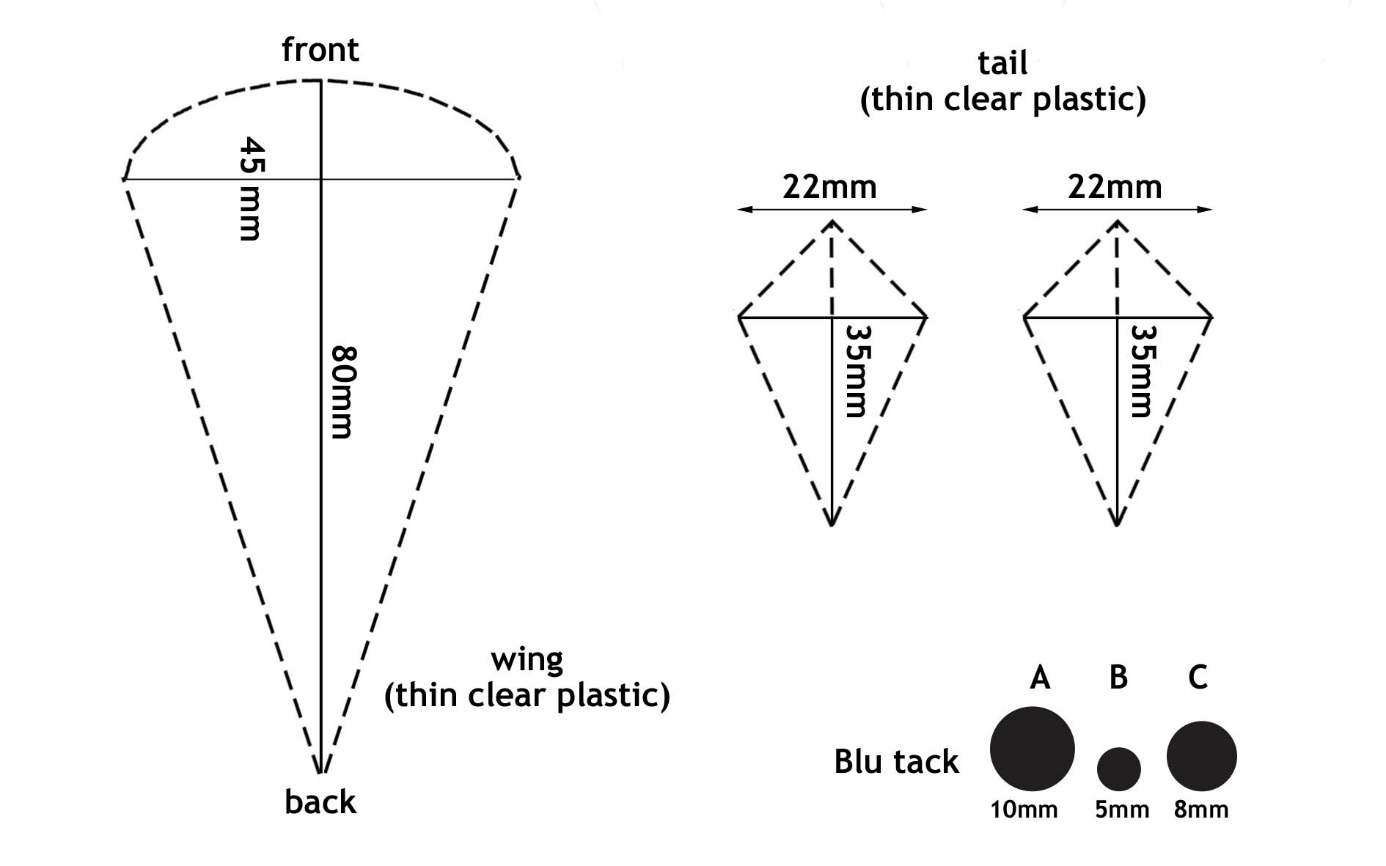 front
45 mm
80mm
back
wing
(thin clear plastic)
tail
(thin clear plastic)
22mm
35mm
22mm
35mm
Blu tack
A
B
C
10mm
5mm
8mm